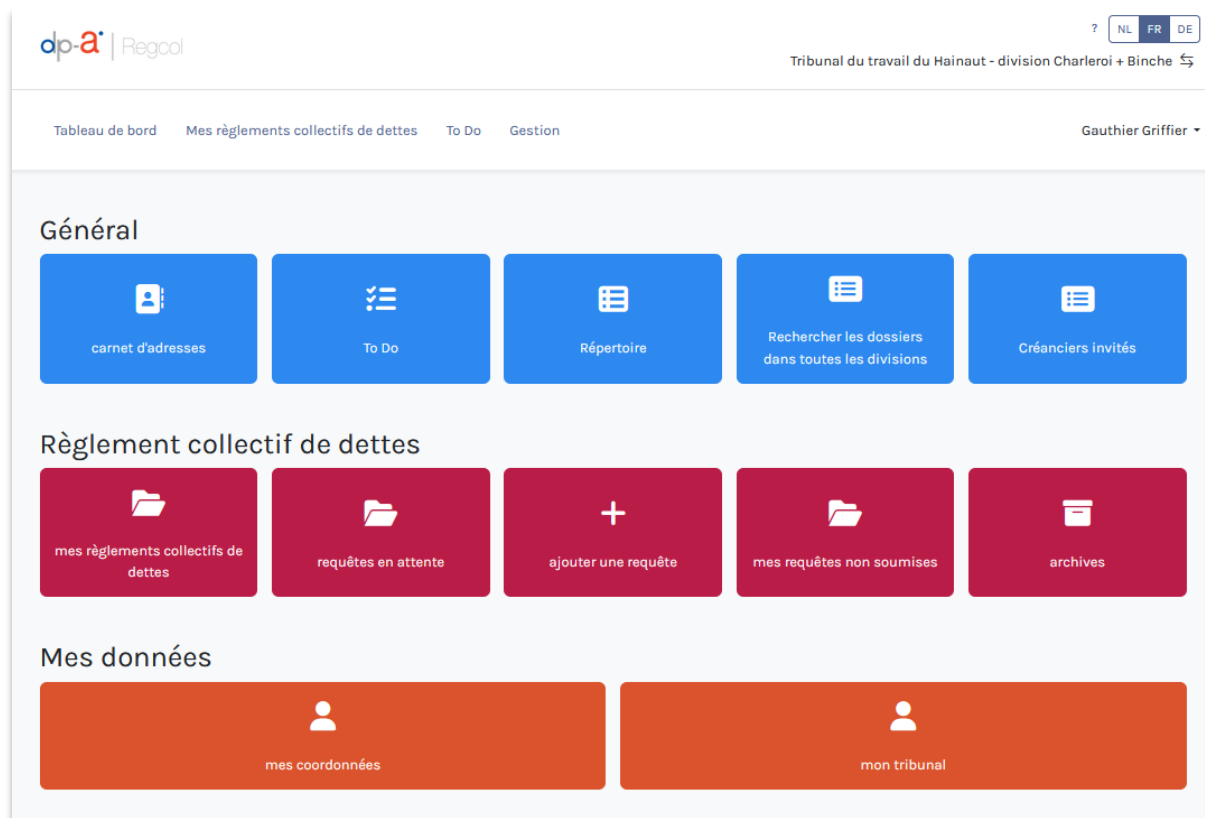 dp-a | Regcol
? NL FR DE
Tribunal du travail du Hainaut - division Charleroi + Binche
Tableau de bord Mes règlements collectifs de dettes To Do Gestion Gauthier Griffier
Général
carnet d'adresses
To Do
Répertoire
Rechercher les dossiers
dans toutes les divisions
Créanciers invités
Règlement collectif de dettes
mes règlements collectifs de
dettes
requêtes en attente
ajouter une requête
mes requêtes non soumises
archives
Mes données
mes coordonnées
mon tribunal